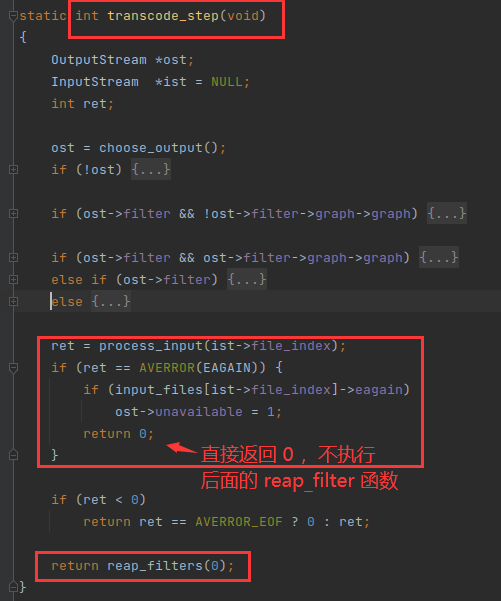 static int transcode_step(void)
{
    OutputStream *ost;
    InputStream  *ist = NULL;
    int ret;

    ost = choose_output();
    if (!ost) {...}

    if (ost->filter && !ost->filter->graph->graph) {...}

    if (ost->filter && ost->filter->graph->graph) {...}
    else if (ost->filter) {...}
    else {...}

    ret = process_input(ist->file_index);
    if (ret == AVERROR(EAGAIN)) {
        if (input_files[ist->file_index]->eagain)
            ost->unavailable = 1;
        return 0;
    }
直接返回 0 ，不执行
后面的 reap_filter 函数

    if (ret < 0)
        return ret == AVERROR_EOF ? 0 : ret;

    return reap_filters(0);
}